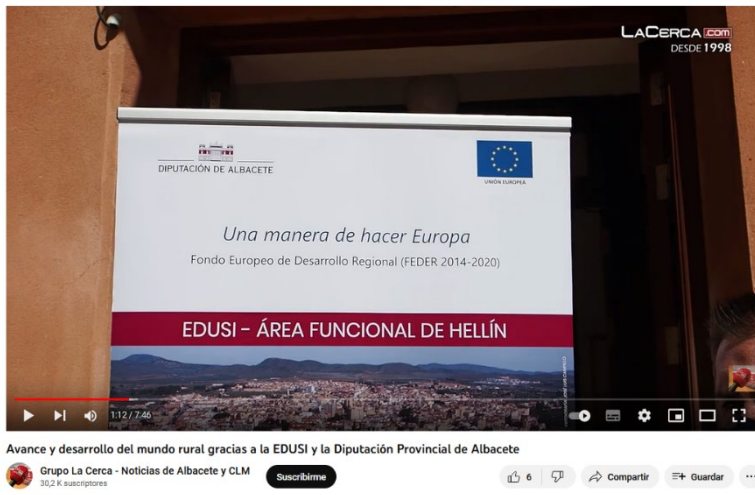 LACERCA.COM
DESDE 1998
DIPUTACIÓN DE ALBACETE
UNIÓN EUROPEA
Una manera de hacer Europa
Fondo Europeo de Desarrollo Regional (FEDER 2014-2020)
EDUSI - ÁREA FUNCIONAL DE HELLÍN
1:12 / 7:46
Avance y desarrollo del mundo rural gracias a la EDUSI y la Diputación Provincial de Albacete
Grupo La Cerca - Noticias de Albacete y CLM
30,2 K suscriptores
Suscribirme
6
Compartir
Guardar